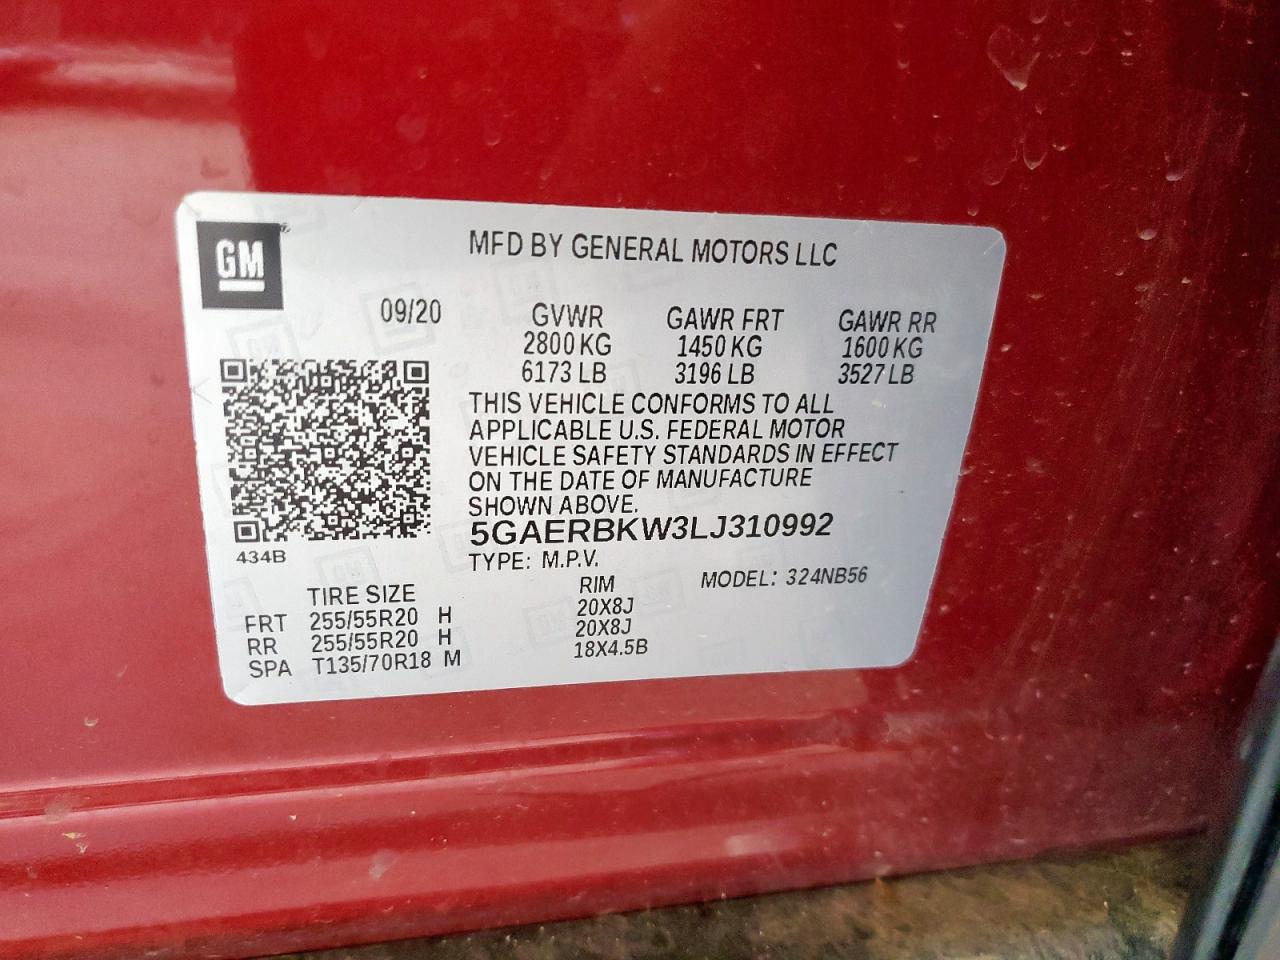 GM
MFD BY GENERAL MOTORS LLC
09/20 GVWR GAWR FRT GAWR RR
2800 KG 1450 KG 1600 KG
6173 LB 3196 LB 3527 LB
THIS VEHICLE CONFORMS TO ALL
APPLICABLE U.S. FEDERAL MOTOR
VEHICLE SAFETY STANDARDS IN EFFECT
ON THE DATE OF MANUFACTURE
SHOWN ABOVE.
5GAERBKW3LJ310992
434B
TYPE: M.P.V. MODEL: 324NB56
TIRE SIZE RIM
FRT 255/55R20 H 20X8J
RR 255/55R20 H 20X8J
SPA T135/70R18 M 18X4.5B